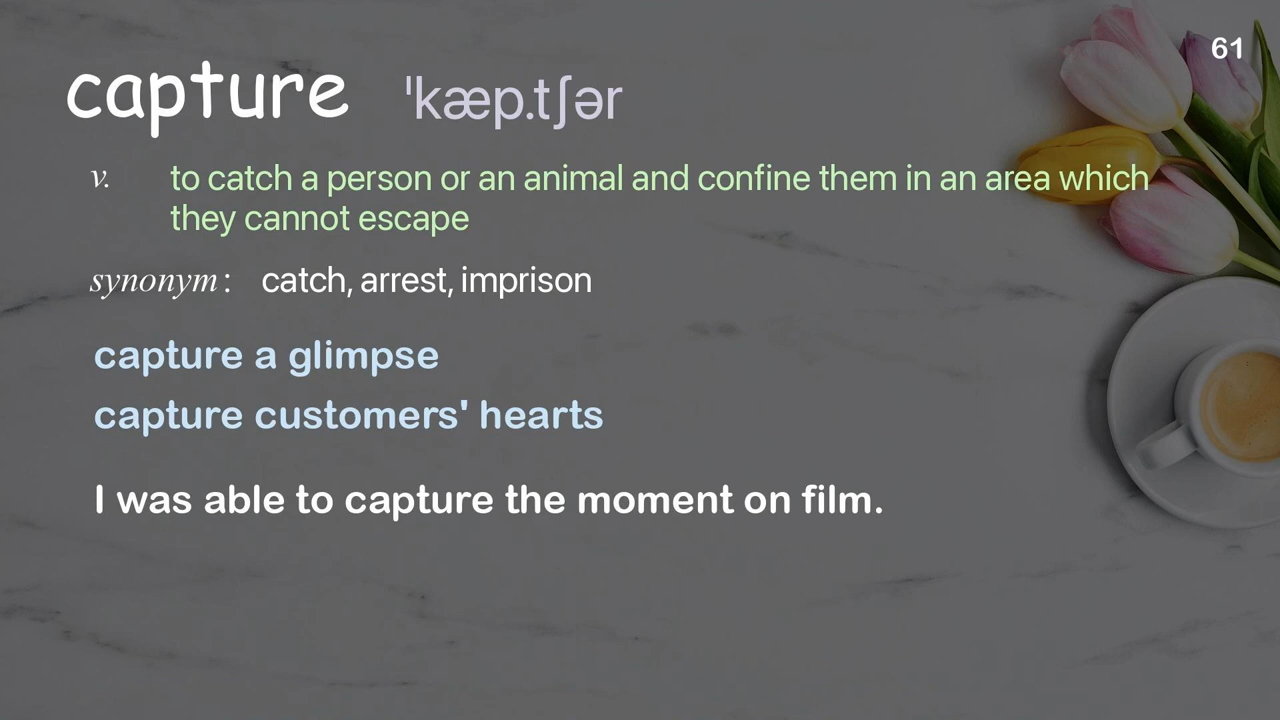 61
capture ˈkæp.tʃər
v. to catch a person or an animal and confine them in an area which
they cannot escape
synonym: catch, arrest, imprison
capture a glimpse
capture customers' hearts
I was able to capture the moment on film.